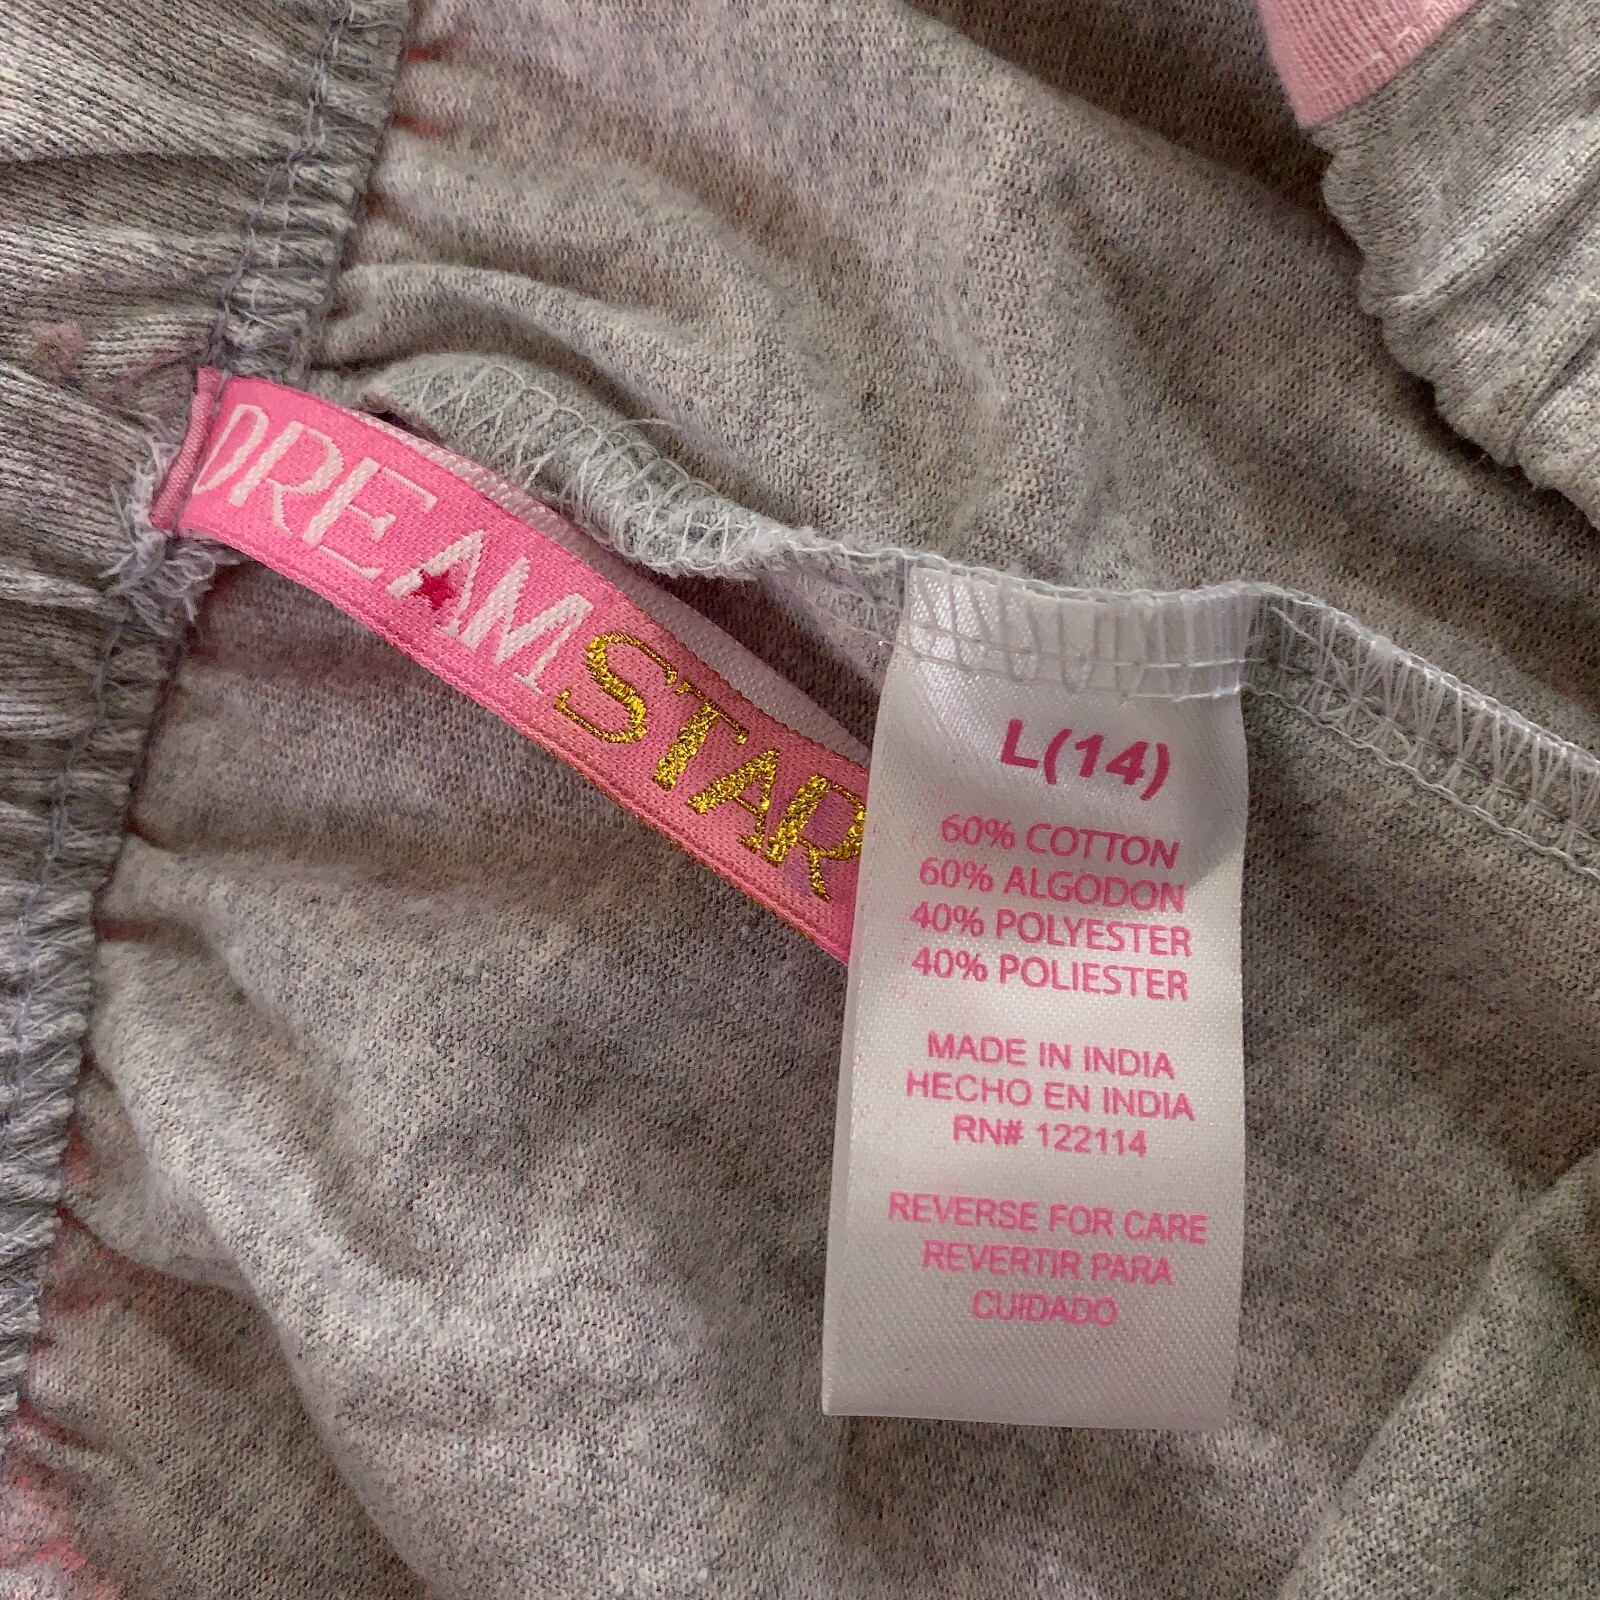 DREAMSTAR
L(14)
60% COTTON
60% ALGODON
40% POLYESTER
40% POLIESTER
MADE IN INDIA
HECHO EN INDIA
RN# 122114
REVERSE FOR CARE
REVERTIR PARA
CUIDADO